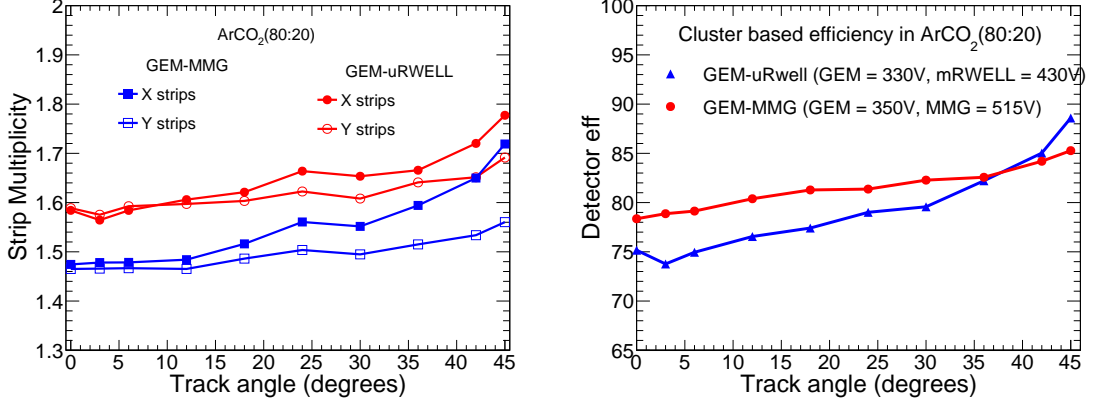 2
1.9
1.8
1.7
1.6
1.5
1.4
1.3
Strip Multiplicity
ArCO2(80:20)
GEM-MMG
X strips
Y strips
GEM-uRWELL
X strips
Y strips
0 5 10 15 20 25 30 35 40 45
Track angle (degrees)
100
95
90
85
80
75
70
65
Detector eff
Cluster based efficiency in ArCO2(80:20)
GEM-uRwell (GEM = 330V, mRWELL = 430V)
GEM-MMG (GEM = 350V, MMG = 515V)
0 5 10 15 20 25 30 35 40 45
Track angle (degrees)